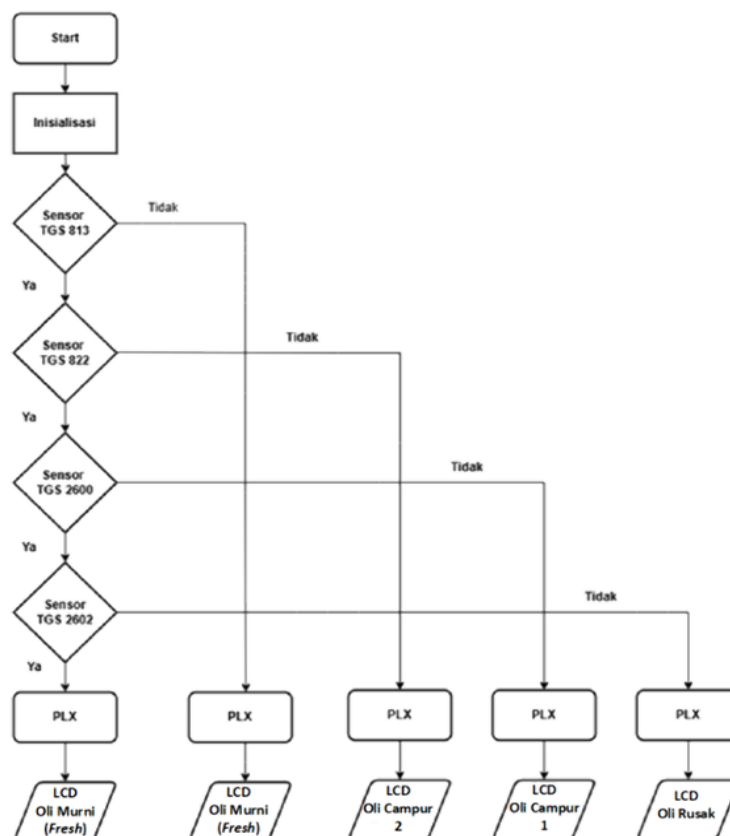 Start
Inisialisasi
Sensor
TGS 813
Tidak
Ya
Sensor
TGS 822
Tidak
Ya
Sensor
TGS 2600
Tidak
Ya
Sensor
TGS 2602
Tidak
Ya
PLX
PLX
PLX
PLX
PLX
LCD
Oli Murni
(Fresh)
LCD
Oli Murni
(Fresh)
LCD
Oli Campur
2
LCD
Oli Campur
1
LCD
Oli Rusak